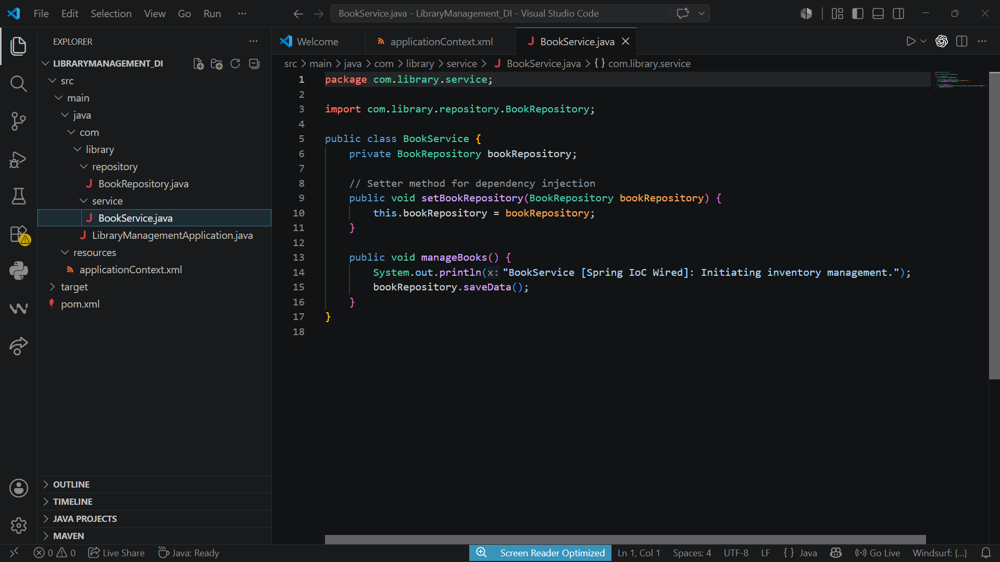 File Edit Selection View Go Run ···
BookService.java - LibraryManagement_DI - Visual Studio Code
EXPLORER
LIBRARYMANAGEMENT_DI
src
main
java
com
library
repository
BookRepository.java
service
BookService.java
LibraryManagementApplication.java
resources
applicationContext.xml
target
pom.xml
OUTLINE
TIMELINE
JAVA PROJECTS
MAVEN
Welcome applicationContext.xml BookService.java
src > main > java > com > library > service > BookService.java > {} com.library.service
1 package com.library.service;
2
3 import com.library.repository.BookRepository;
4
5 public class BookService {
6 private BookRepository bookRepository;
7
8 // Setter method for dependency injection
9 public void setBookRepository(BookRepository bookRepository) {
10 this.bookRepository = bookRepository;
11 }
12
13 public void manageBooks() {
14 System.out.println(x: "BookService [Spring IoC Wired]: Initiating inventory management.");
15 bookRepository.saveData();
16 }
17 }
18
0 0 Live Share Java: Ready Screen Reader Optimized Ln 1, Col 1 Spaces: 4 UTF-8 LF {} Java Go Live Windsurf: {...}